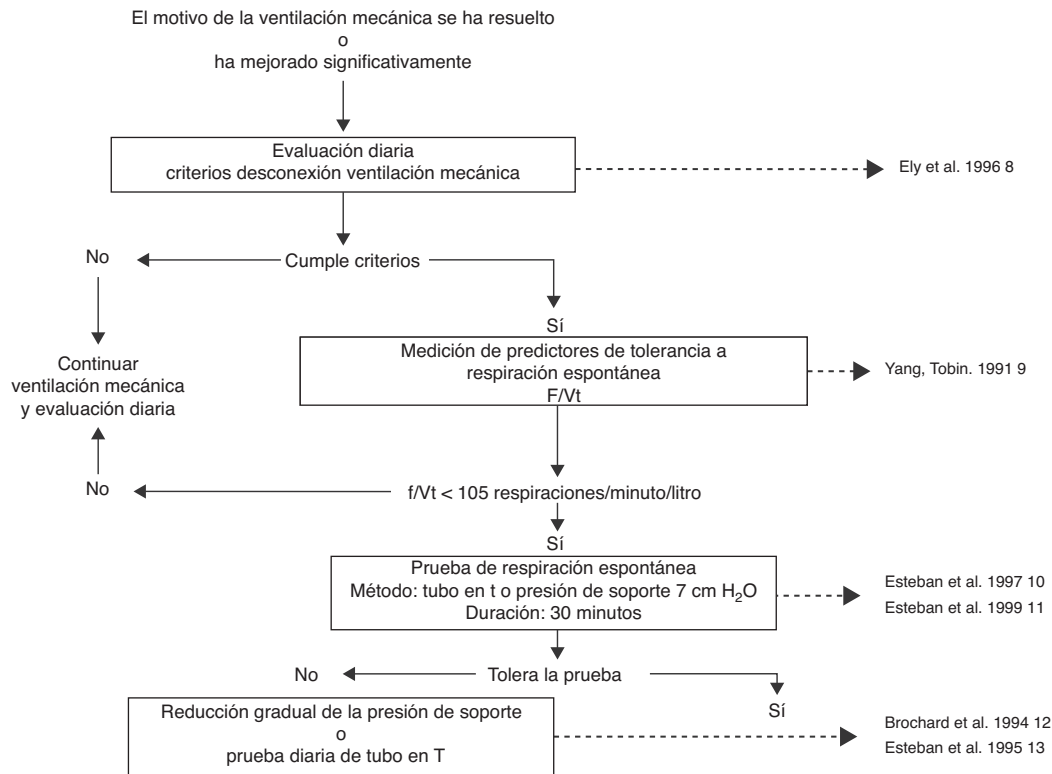 El motivo de la ventilación mecánica se ha resuelto
o
ha mejorado significativamente
Evaluación diaria
criterios desconexión ventilación mecánica
Ely et al. 1996 8
No
Cumple criterios
Sí
Medición de predictores de tolerancia a
respiración espontánea
F/Vt
Yang, Tobin. 1991 9
Continuar
ventilación mecánica
y evaluación diaria
No
f/Vt < 105 respiraciones/minuto/litro
Sí
Prueba de respiración espontánea
Método: tubo en t o presión de soporte 7 cm H₂O
Duración: 30 minutos
Esteban et al. 1997 10
Esteban et al. 1999 11
No
Tolera la prueba
Sí
Reducción gradual de la presión de soporte
o
prueba diaria de tubo en T
Brochard et al. 1994 12
Esteban et al. 1995 13